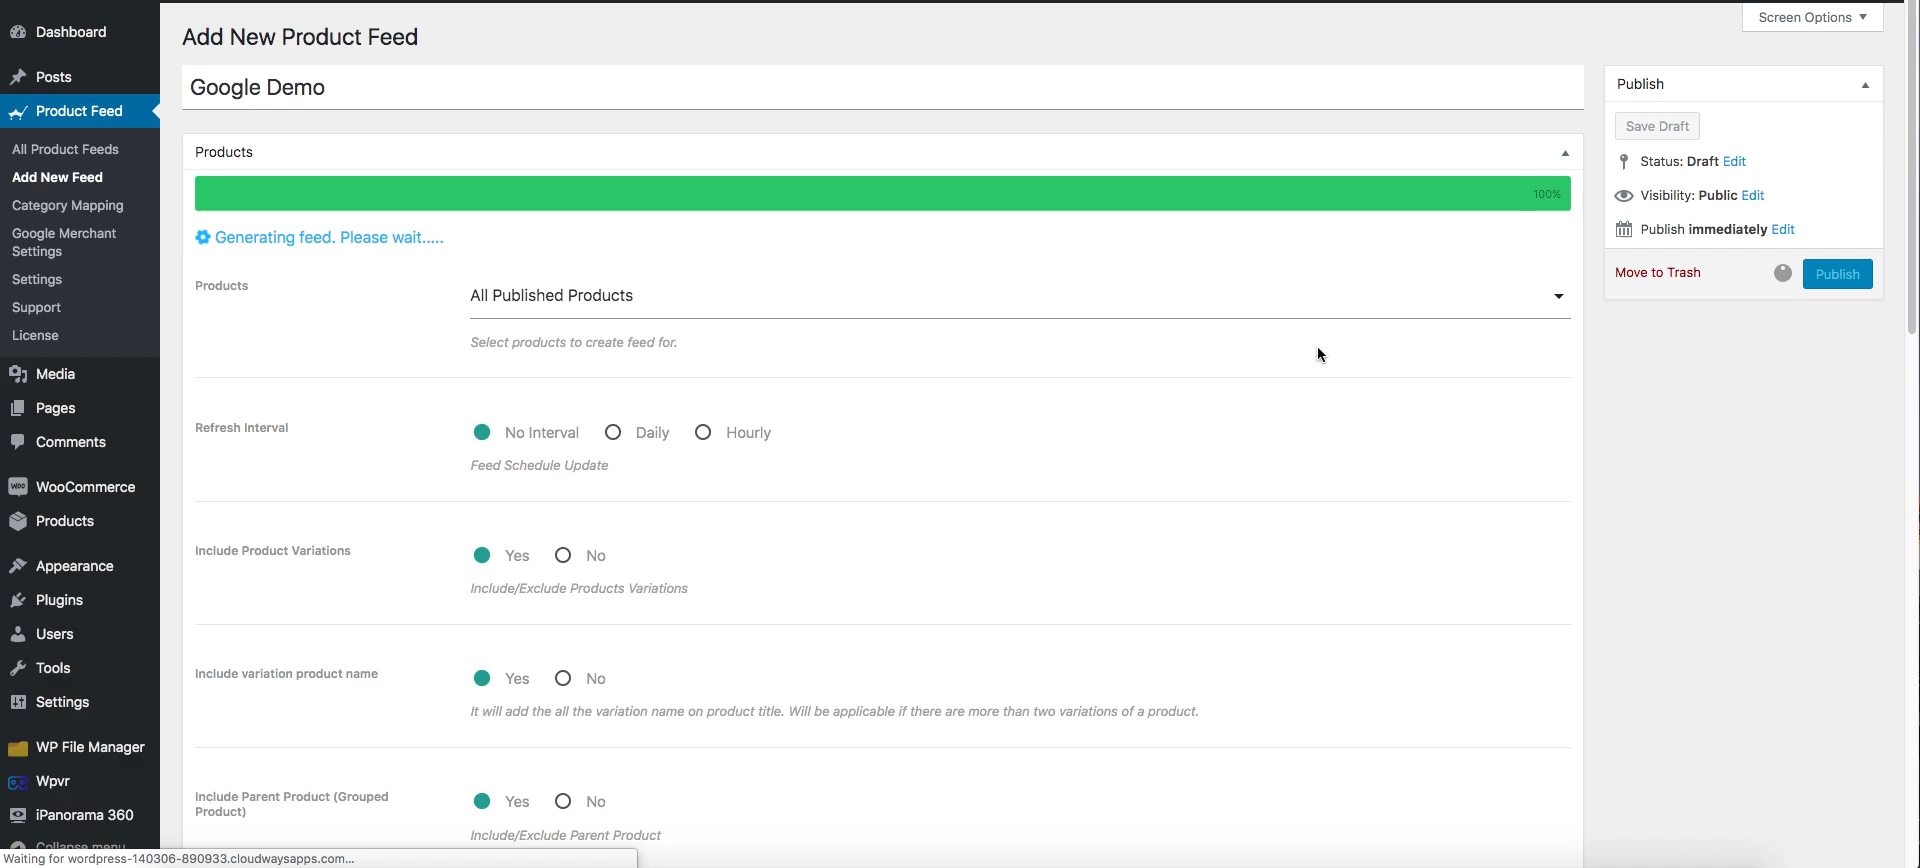 Dashboard
Posts
Product Feed
All Product Feeds
Add New Feed
Category Mapping
Google Merchant
Settings
Settings
Support
License
Media
Pages
Comments
WOO
WooCommerce
Products
Appearance
Plugins
Users
Tools
Settings
WP File Manager
Wpvr
iPanorama 360
Collapse menu
Waiting for wordpress-140306-890933.cloudwaysapps.com...
Screen Options
Add New Product Feed
Google Demo
Products
100%
Generating feed. Please wait.....
Products
All Published Products
Select products to create feed for.
Refresh Interval
No Interval Daily Hourly
Feed Schedule Update
Include Product Variations
Yes No
Include/Exclude Products Variations
Include variation product name
Yes No
It will add the all the variation name on product title. Will be applicable if there are more than two variations of a product.
Include Parent Product (Grouped
Product)
Yes No
Include/Exclude Parent Product
Publish
Save Draft
Status: Draft Edit
Visibility: Public Edit
Publish immediately Edit
Move to Trash
Publish